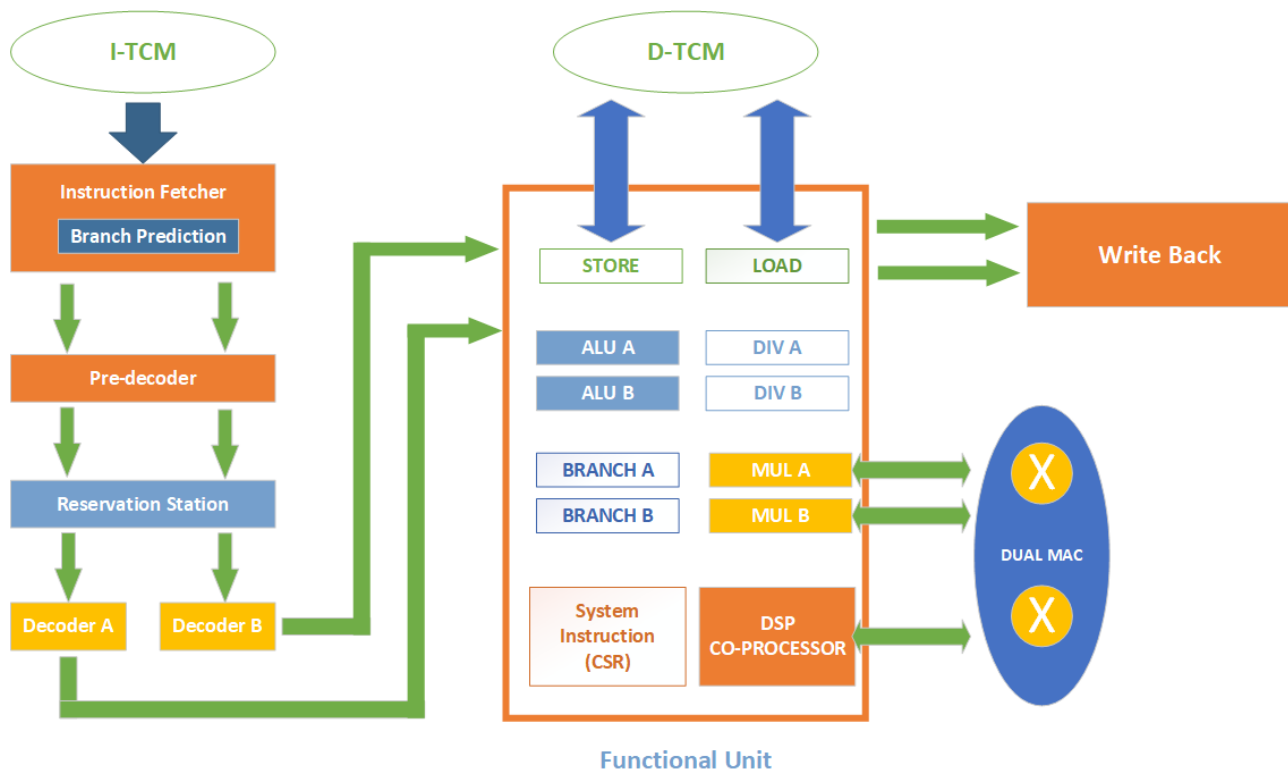 I-TCM
D-TCM
Instruction Fetcher
Branch Prediction
Pre-decoder
Reservation Station
Decoder A
Decoder B
STORE
LOAD
ALU A
DIV A
ALU B
DIV B
BRANCH A
MUL A
BRANCH B
MUL B
System
Instruction
(CSR)
DSP
CO-PROCESSOR
Functional Unit
Write Back
X
DUAL MAC
X